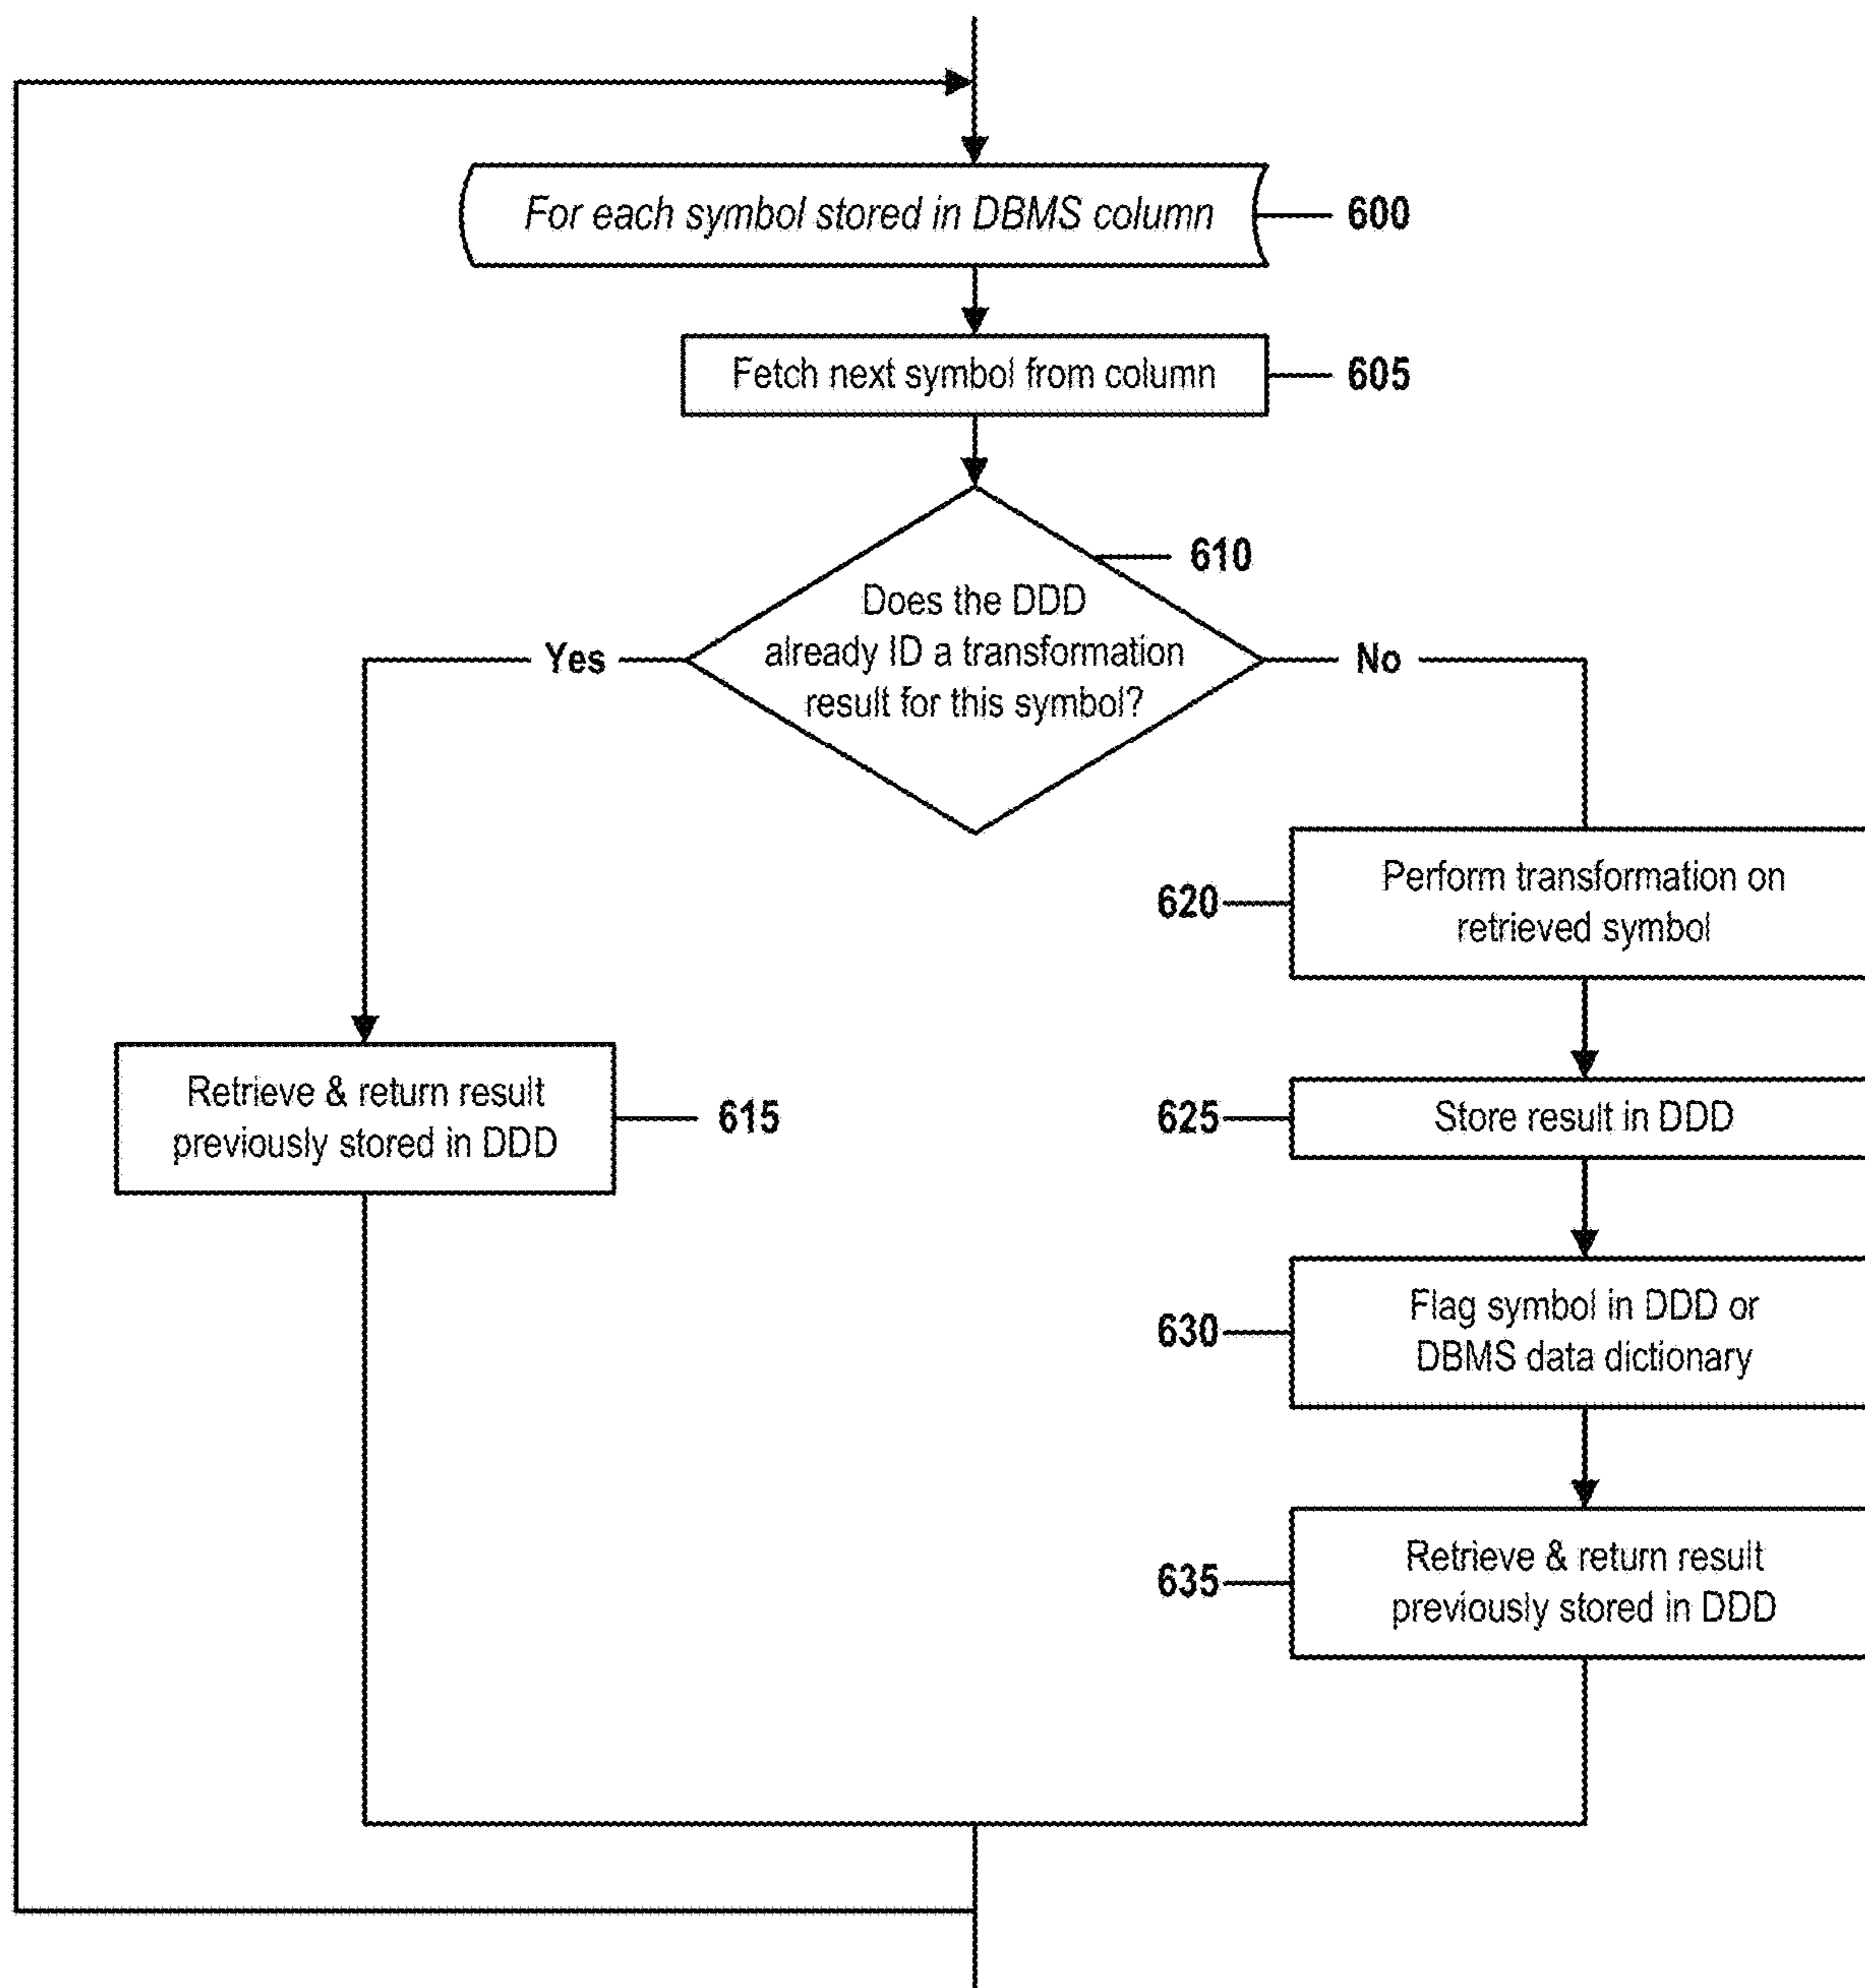 For each symbol stored in DBMS column
600
Fetch next symbol from column
605
610
Does the DDD
already ID a transformation
result for this symbol?
Yes
No
Perform transformation on
retrieved symbol
620
Retrieve & return result
previously stored in DDD
615
625
Store result in DDD
630
Flag symbol in DDD or
DBMS data dictionary
635
Retrieve & return result
previously stored in DDD